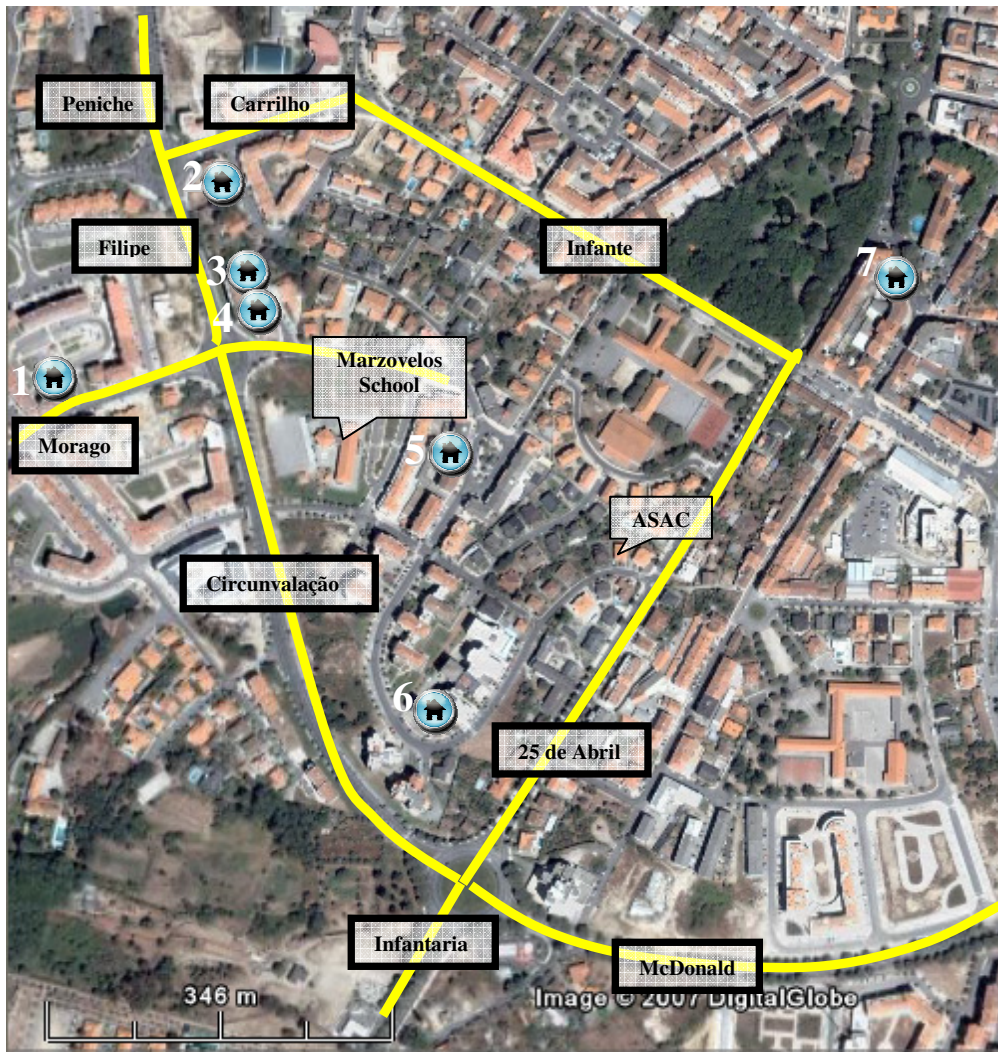 Peniche
Carrilho
2
Filipe
Infante
3
7
4
Marzovelos
School
1
Morago
5
ASAC
Circunvalação
6
25 de Abril
Infantaria
McDonald
346 m
Image © 2007 DigitalGlobe